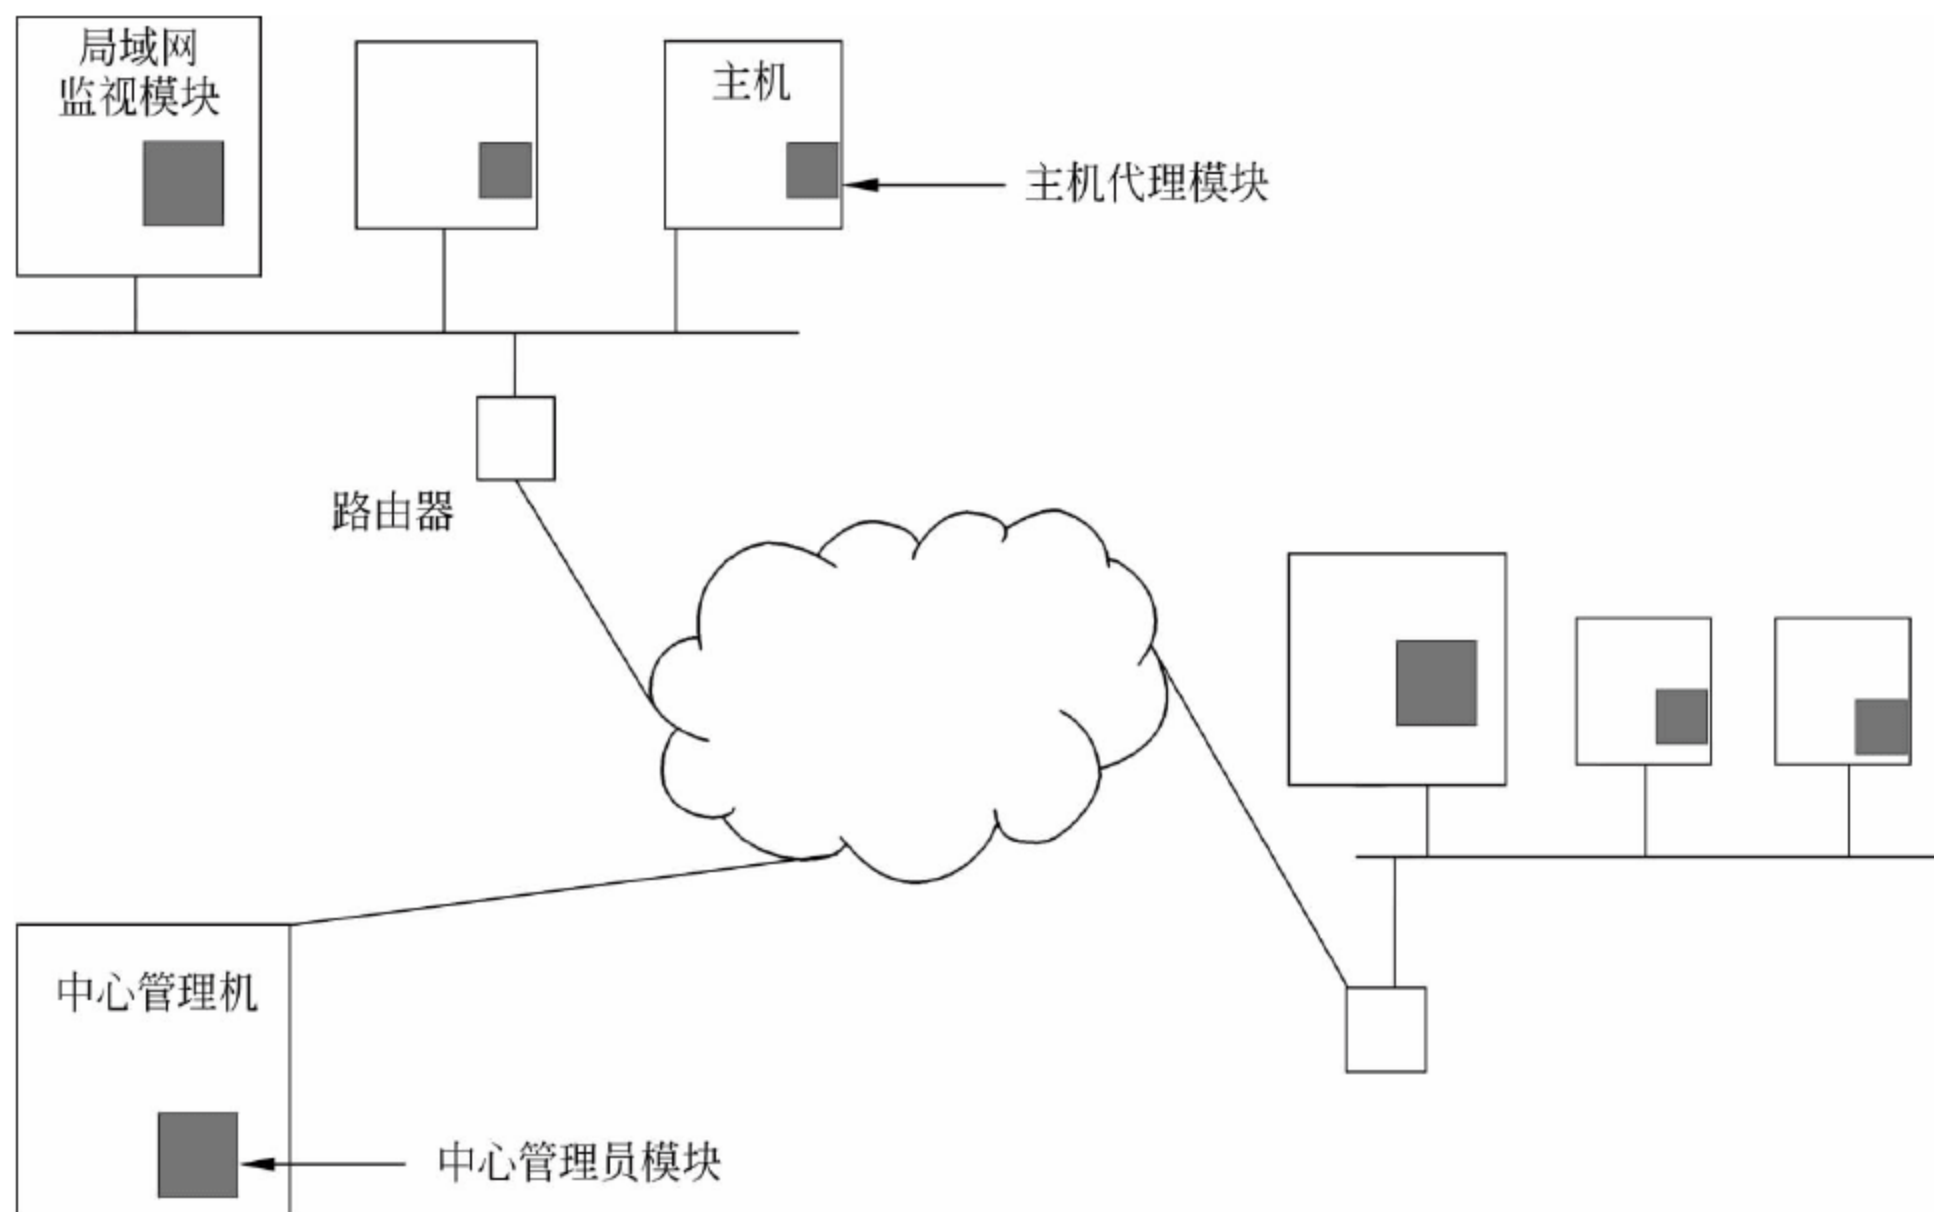 局域网
监视模块
主机
主机代理模块
路由器
中心管理机
中心管理员模块